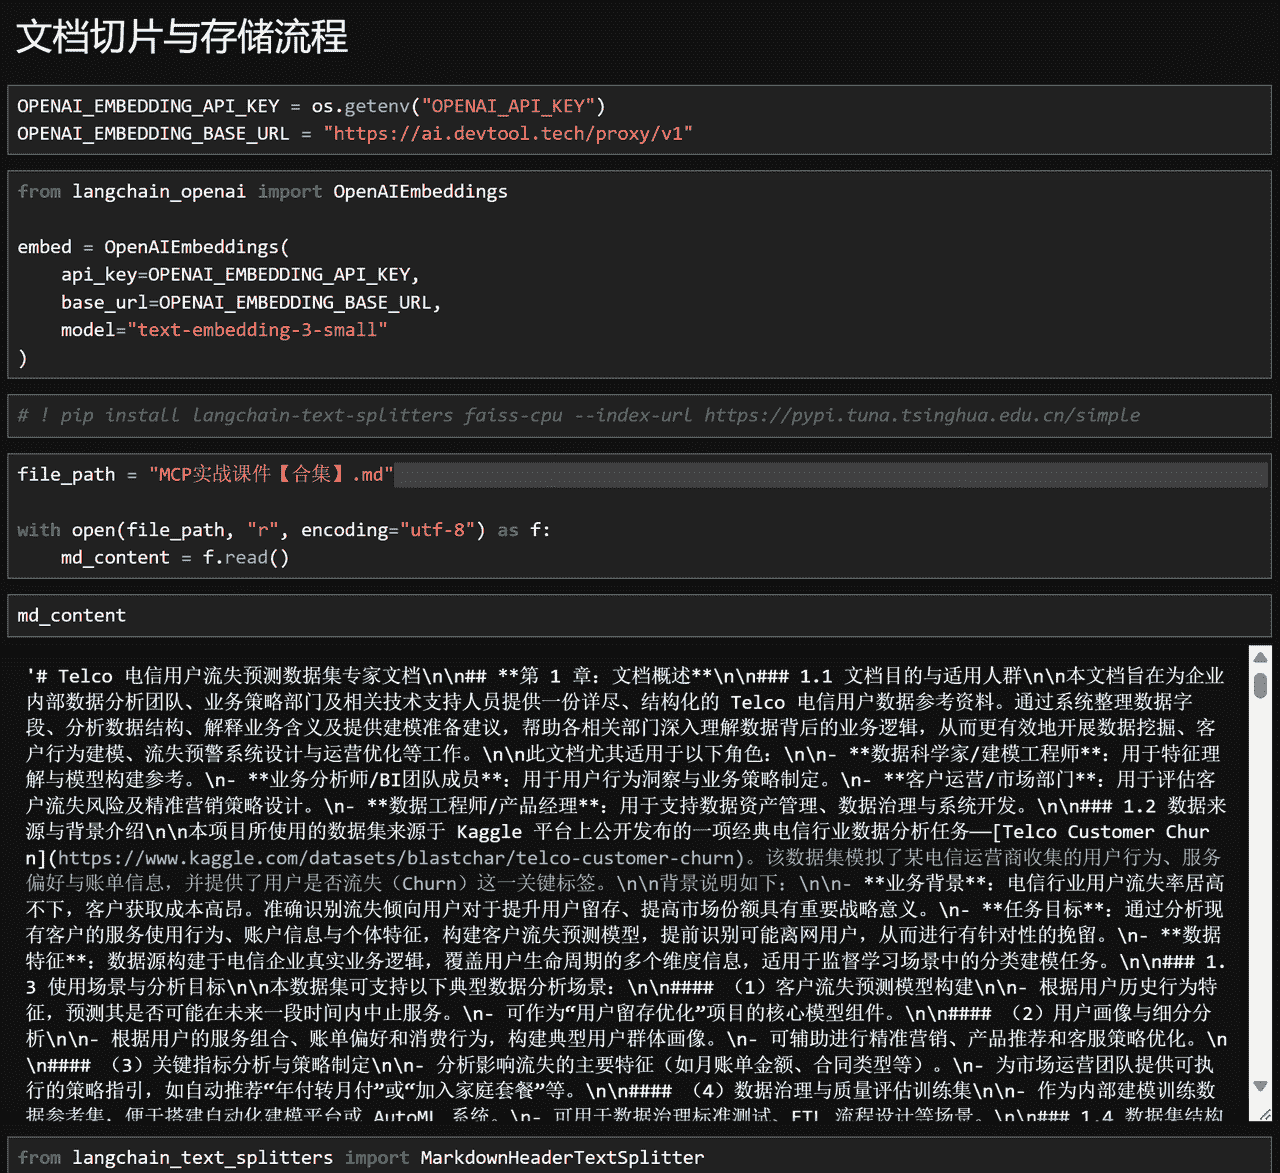 文档切片与存储流程
OPENAI_EMBEDDING_API_KEY = os.getenv("OPENAI_API_KEY")
OPENAI_EMBEDDING_BASE_URL = "https://ai.devtool.tech/proxy/v1"
from langchain_openai import OpenAIEmbeddings
embed = OpenAIEmbeddings(
    api_key=OPENAI_EMBEDDING_API_KEY,
    base_url=OPENAI_EMBEDDING_BASE_URL,
    model="text-embedding-3-small"
)
# ! pip install langchain-text-splitters faiss-cpu --index-url https://pypi.tuna.tsinghua.edu.cn/simple
file_path = "MCP实战课件【合集】.md"
with open(file_path, "r", encoding="utf-8") as f:
    md_content = f.read()
md_content
'# Telco 电信用户流失预测数据集专家文档\n\n## **第 1 章：文档概述**\n\n### 1.1 文档目的与适用人群\n\n本文档旨在为企业
内部数据分析团队、业务策略部门及相关技术支持人员提供一份详尽、结构化的 Telco 电信用户数据参考资料。通过系统整理数据字
段、分析数据结构、解释业务含义及提供建模准备建议，帮助各相关部门深入理解数据背后的业务逻辑，从而更有效地开展数据挖掘、客
户行为建模、流失预警系统设计与运营优化等工作。\n\n此文档尤其适用于以下角色：\n\n- **数据科学家/建模工程师**：用于特征理
解与模型构建参考。\n- **业务分析师/BI团队成员**：用于用户行为洞察与业务策略制定。\n- **客户运营/市场部门**：用于评估客
户流失风险及精准营销策略设计。\n- **数据工程师/产品经理**：用于支持数据资产管理、数据治理与系统开发。\n\n### 1.2 数据来
源与背景介绍\n\n本项目所使用的数据集来源于 Kaggle 平台上公开发布的一项经典电信行业数据分析任务——[Telco Customer Chur
n](https://www.kaggle.com/datasets/blastchar/telco-customer-churn)。该数据集模拟了某电信运营商收集的用户行为、服务
偏好与账单信息，并提供了用户是否流失（Churn）这一关键标签。\n\n背景说明如下：\n\n- **业务背景**：电信行业用户流失率居高
不下，客户获取成本高昂。准确识别流失倾向用户对于提升用户留存、提高市场份额具有重要战略意义。\n- **任务目标**：通过分析现
有客户的服务使用行为、账户信息与个体特征，构建客户流失预测模型，提前识别可能离网用户，从而进行有针对性的挽留。\n- **数据
特征**：数据源构建于电信企业真实业务逻辑，覆盖用户生命周期的多个维度信息，适用于监督学习场景中的分类建模任务。\n\n### 1.
3 使用场景与分析目标\n\n本数据集可支持以下典型数据分析场景：\n\n#### （1）客户流失预测模型构建\n\n- 根据用户历史行为特
征，预测其是否可能在未来一段时间内中止服务。\n- 可作为“用户留存优化”项目的核心模型组件。\n\n#### （2）用户画像与细分分
析\n\n- 根据用户的服务组合、账单偏好和消费行为，构建典型用户群体画像。\n- 可辅助进行精准营销、产品推荐和客服策略优化。\n
\n#### （3）关键指标分析与策略制定\n\n- 分析影响流失的主要特征（如月账单金额、合同类型等）。\n- 为市场运营团队提供可执
行的策略指引，如自动推荐“年付转月付”或“加入家庭套餐”等。\n\n#### （4）数据治理与质量评估训练集\n\n- 作为内部建模训练数
据参考集，便于搭建自动化建模平台或 AutoML 系统。\n- 可用于数据治理标准测试、ETL 流程设计等场景。\n\n### 1.4 数据集结构
from langchain_text_splitters import MarkdownHeaderTextSplitter